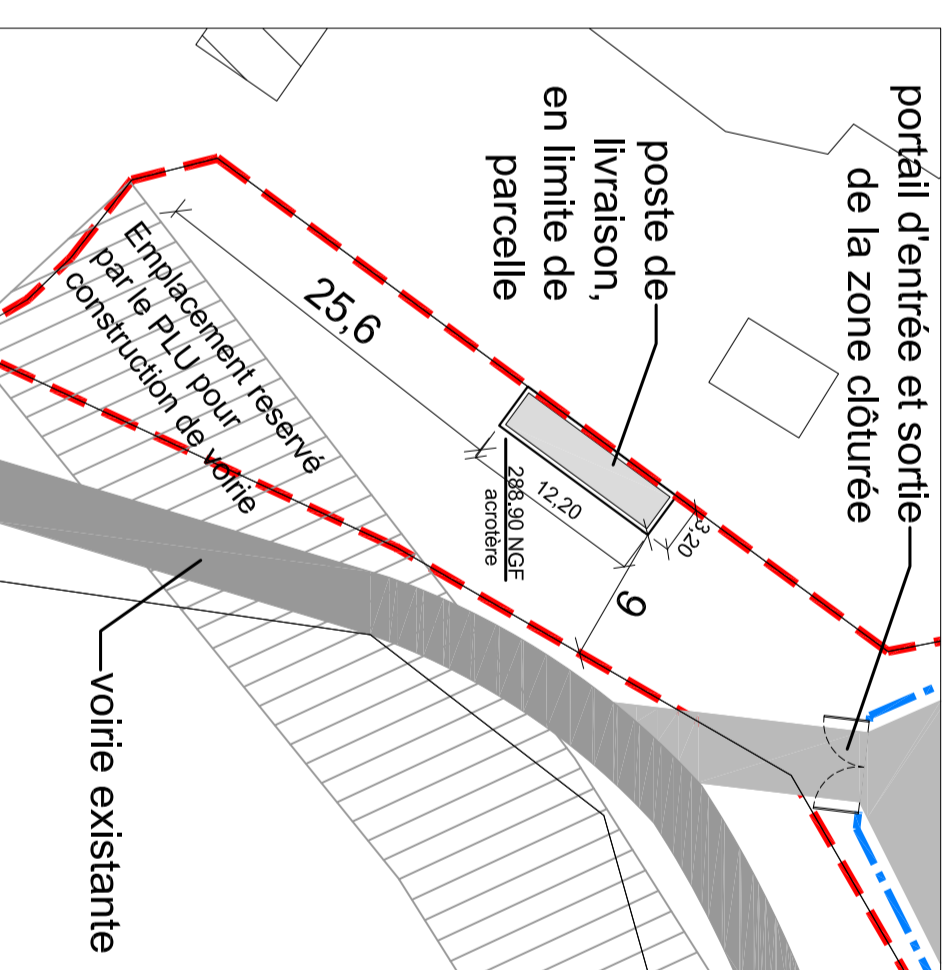 portail d'entrée et sortie
de la zone clôturée
poste de
livraison,
en limite de
parcelle
25,6
12,20
3,20
9
288.90 NGF
acrotère
Emplacement reservé
par le PLU pour
construction de voirie
voirie existante